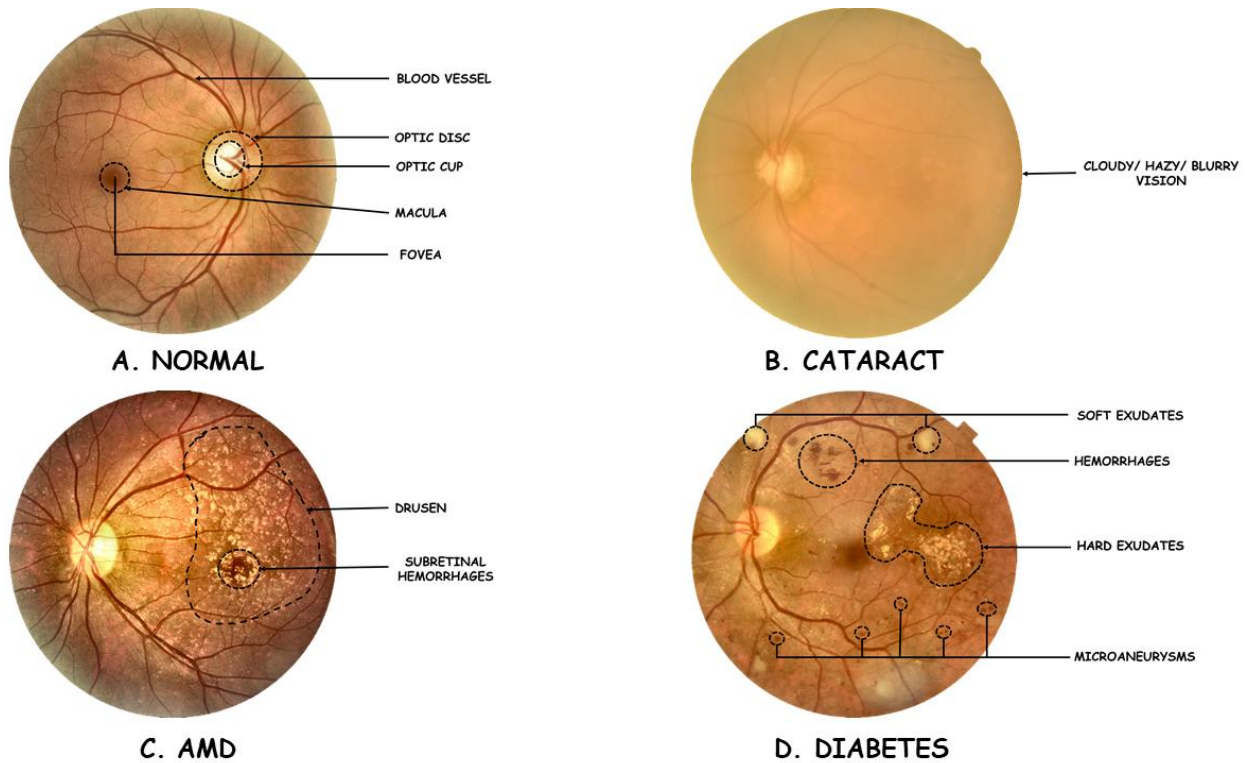 BLOOD VESSEL
OPTIC DISC
OPTIC CUP
MACULA
FOVEA
A. NORMAL
CLOUDY/ HAZY/ BLURRY
VISION
B. CATARACT
DRUSEN
SUBRETINAL
HEMORRHAGES
C. AMD
SOFT EXUDATES
HEMORRHAGES
HARD EXUDATES
MICROANEURYSMS
D. DIABETES